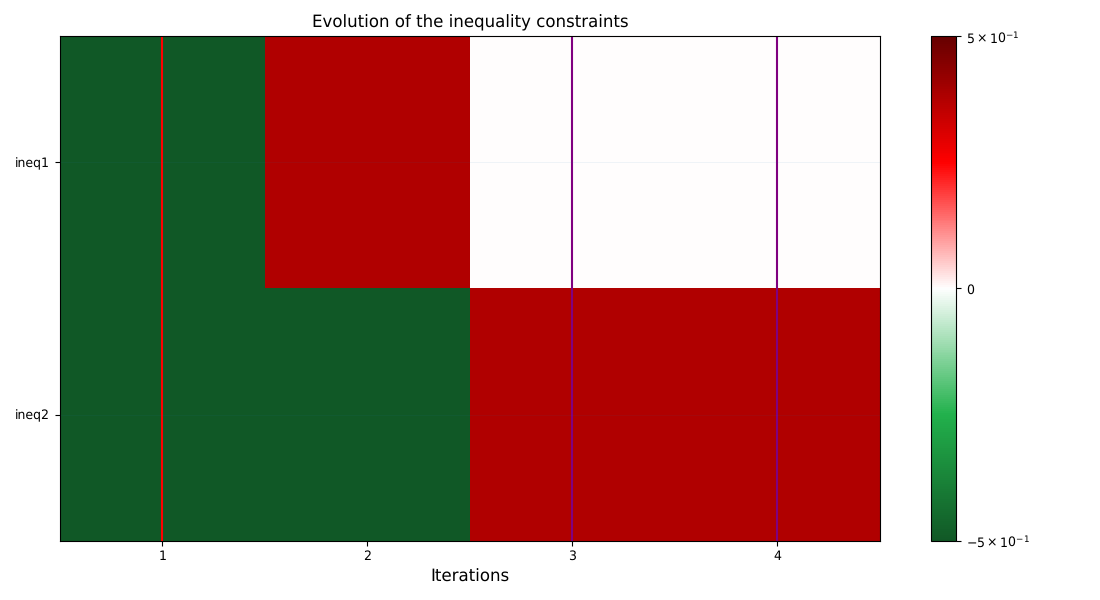 Evolution of the inequality constraints
ineq1
ineq2
1 2 3 4
Iterations
5 × 10⁻¹
0
−5 × 10⁻¹